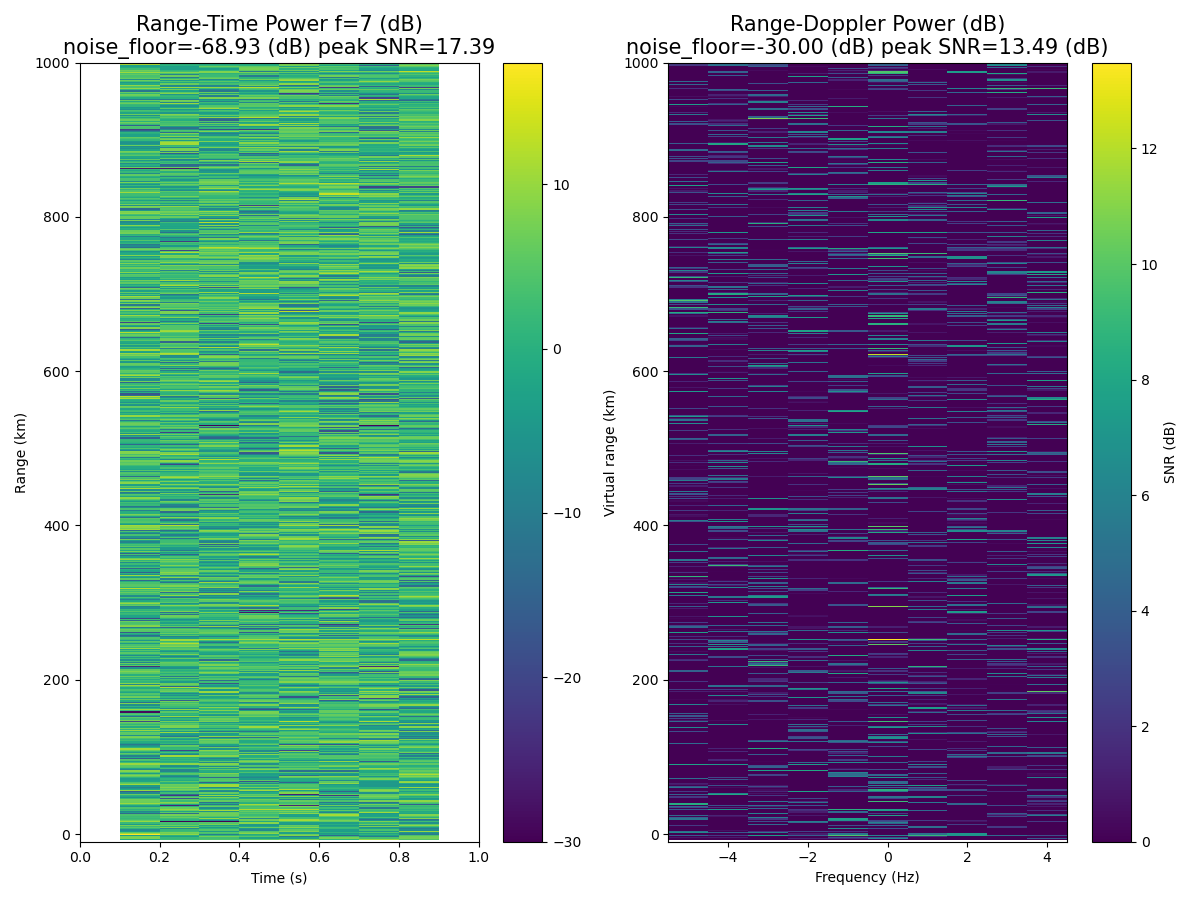 Range-Time Power f=7 (dB)
noise_floor=-68.93 (dB) peak SNR=17.39
1000
800
600
400
200
0
Range (km)
0.0 0.2 0.4 0.6 0.8 1.0
Time (s)
10
0
−10
−20
−30
Range-Doppler Power (dB)
noise_floor=-30.00 (dB) peak SNR=13.49 (dB)
1000
800
600
400
200
0
Virtual range (km)
−4 −2 0 2 4
Frequency (Hz)
12
10
8
6
4
2
0
SNR (dB)